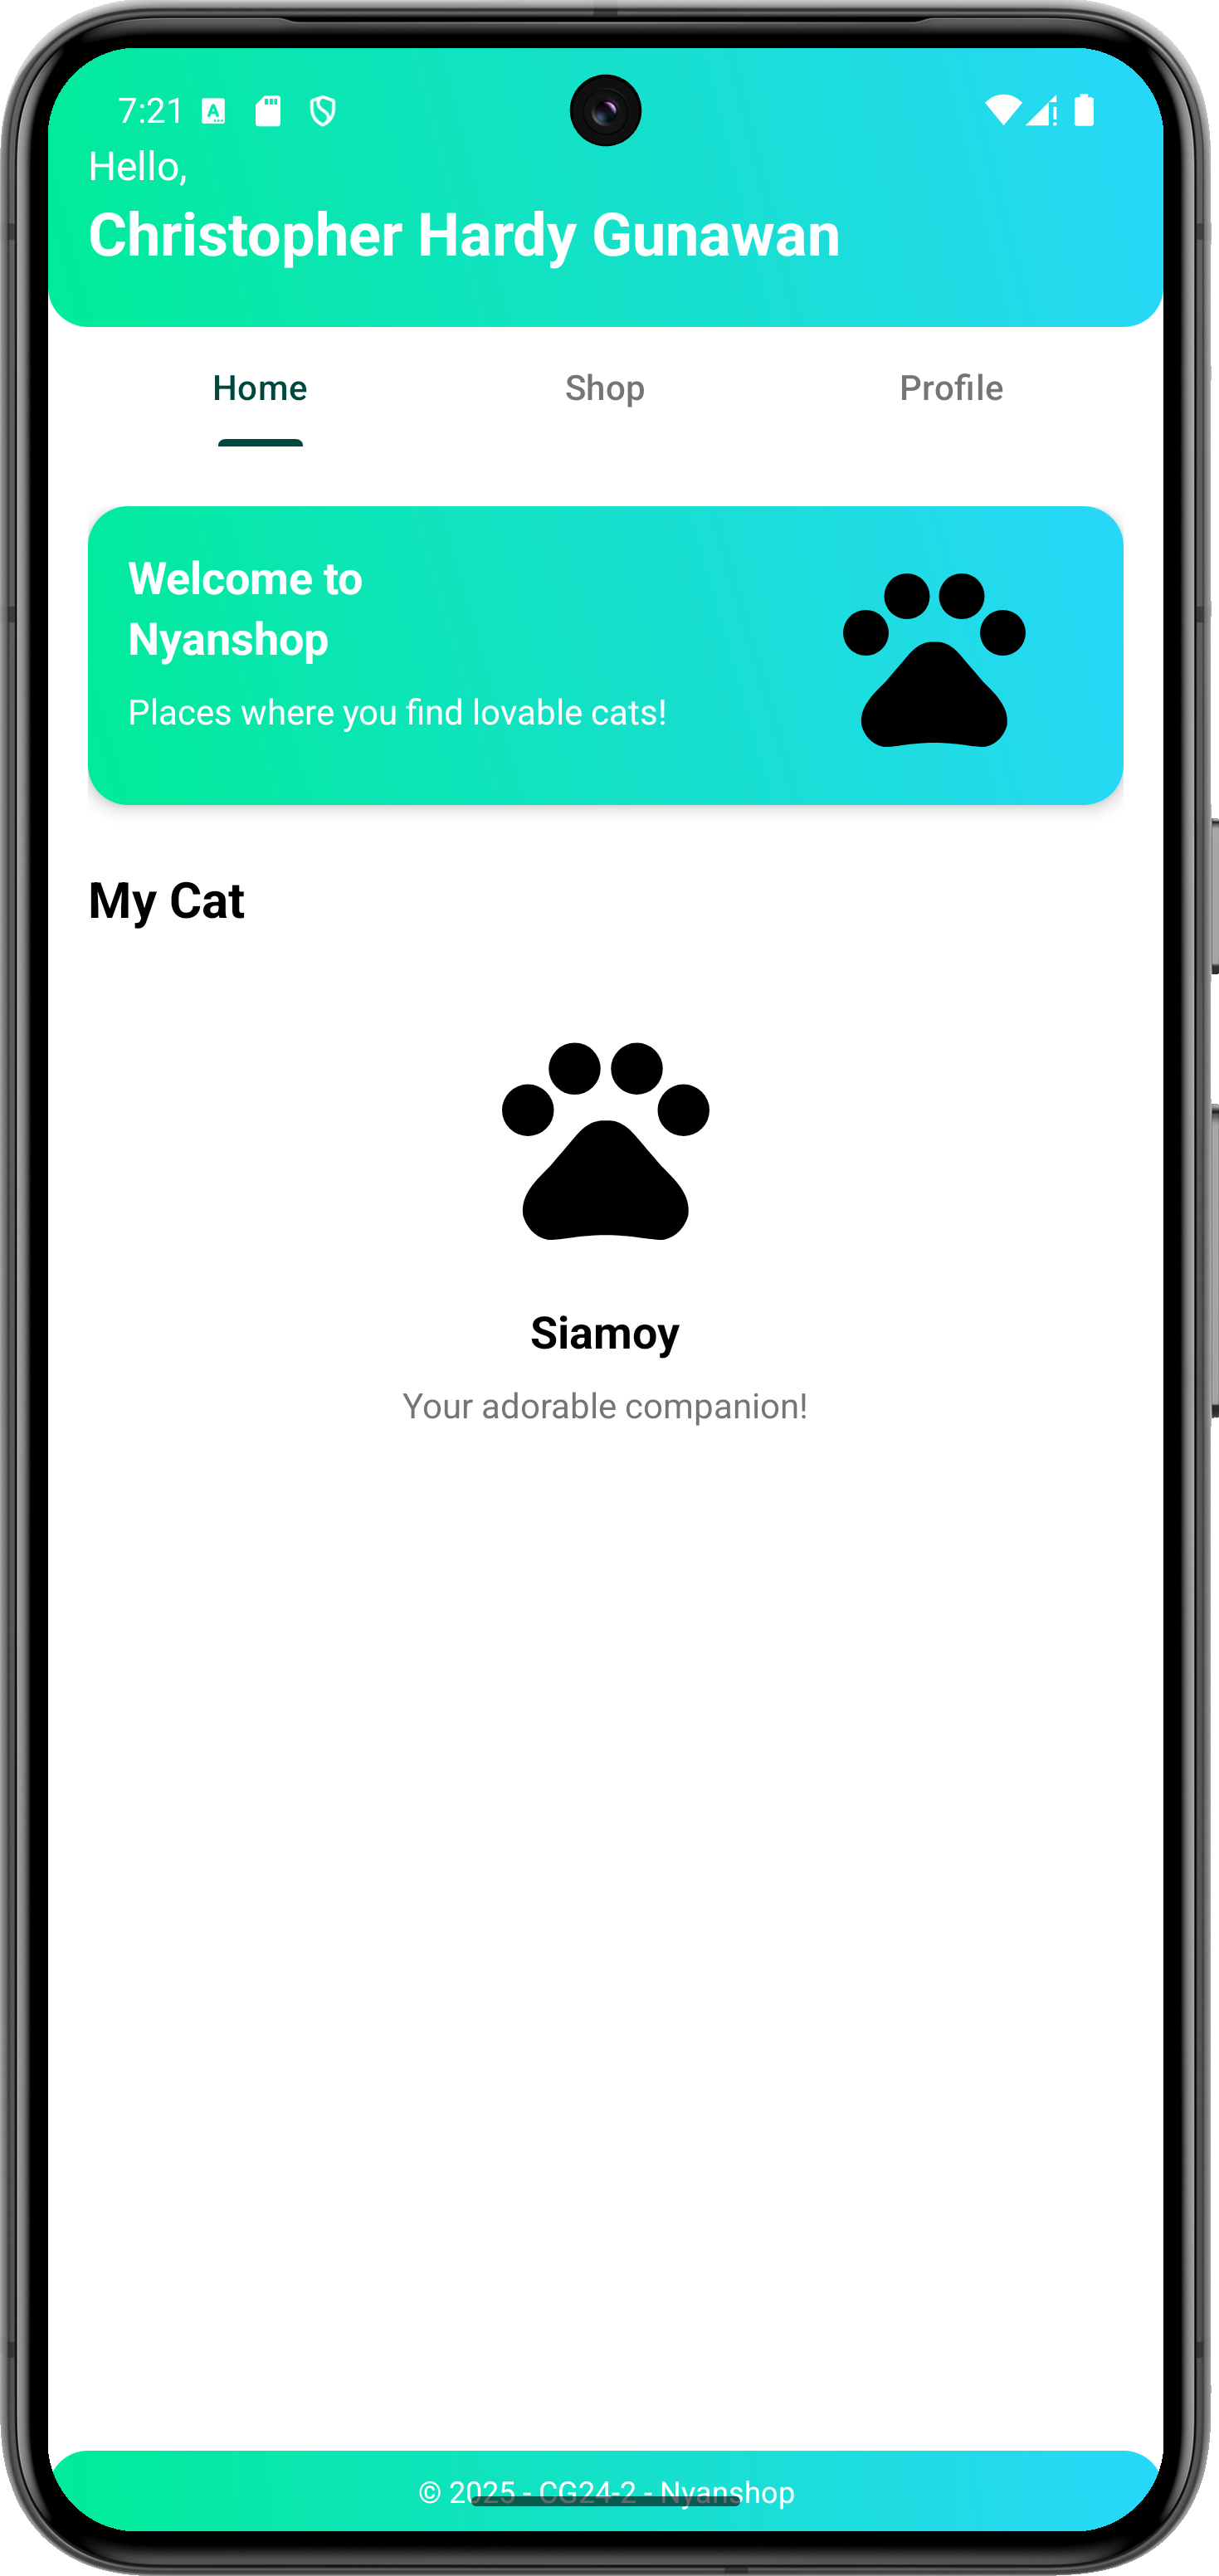 7:21
Hello,
Christopher Hardy Gunawan
Home Shop Profile
Welcome to
Nyanshop
Places where you find lovable cats!
My Cat
Siamoy
Your adorable companion!
© 2025 - CG24-2 - Nyanshop